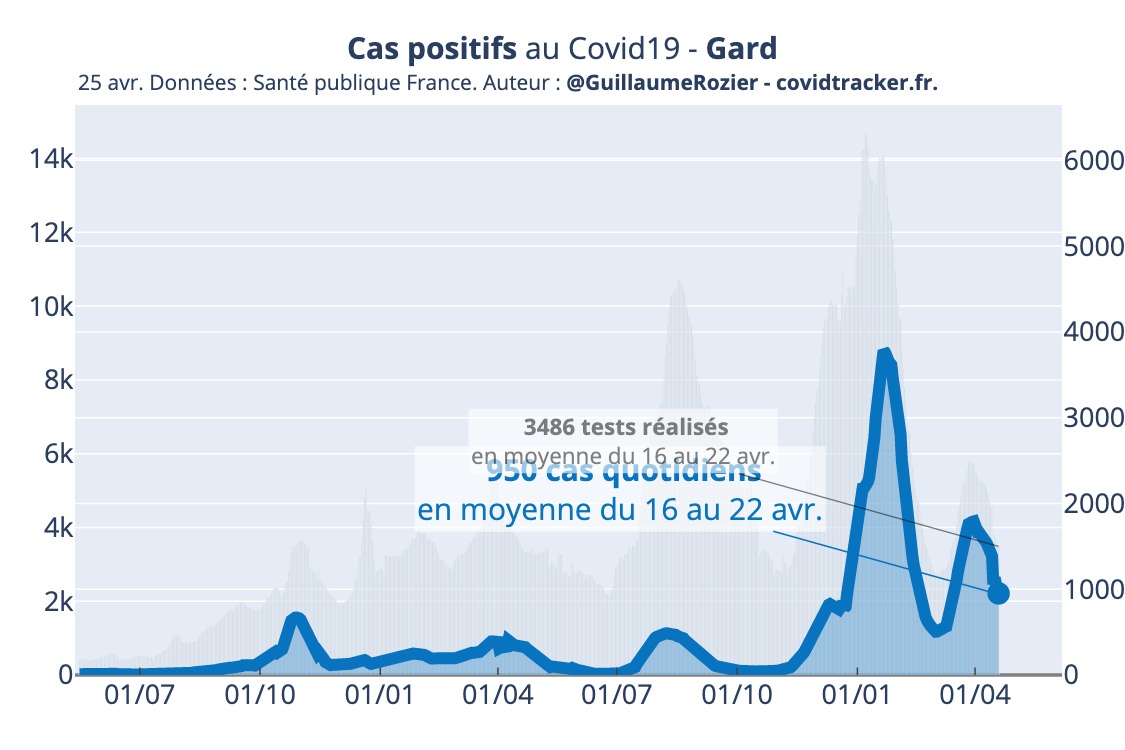 Cas positifs au Covid19 - Gard
25 avr. Données : Santé publique France. Auteur : @GuillaumeRozier - covidtracker.fr.
14k
12k
10k
8k
6k
4k
2k
0
6000
5000
4000
3000
2000
1000
0
3486 tests réalisés
en moyenne du 16 au 22 avr.
950 cas quotidiens
en moyenne du 16 au 22 avr.
01/07 01/10 01/01 01/04 01/07 01/10 01/01 01/04